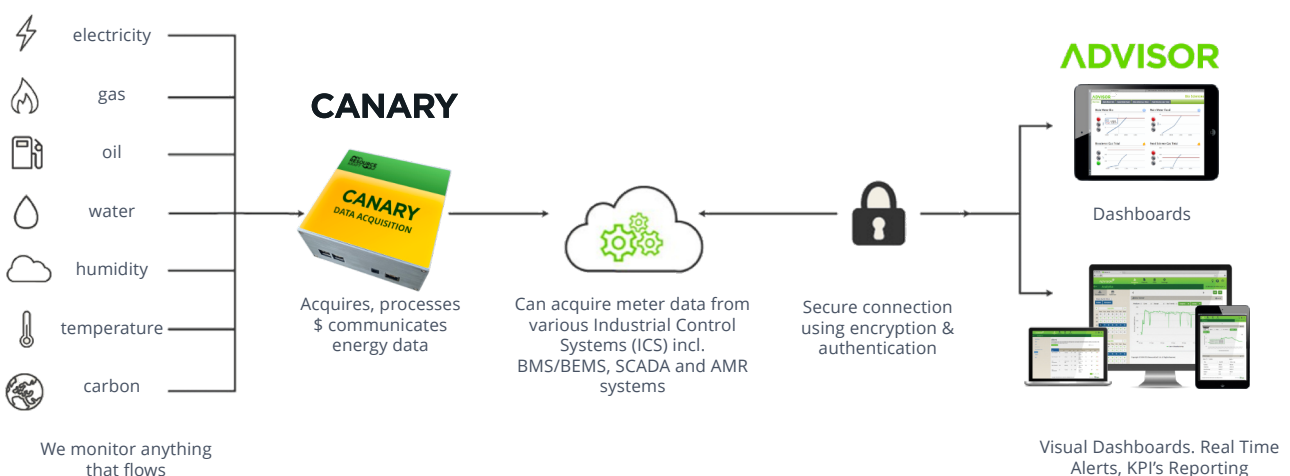 electricity
gas
oil
water
humidity
temperature
carbon
We monitor anything
that flows
CANARY
RESOURCE
CANARY
DATA ACQUISITION
Acquires, processes
$ communicates
energy data
Can acquire meter data from
various Industrial Control
Systems (ICS) incl.
BMS/BEMS, SCADA and AMR
systems
Secure connection
using encryption &
authentication
ADVISOR
ADVISOR
Dashboards
Visual Dashboards. Real Time
Alerts, KPI's Reporting